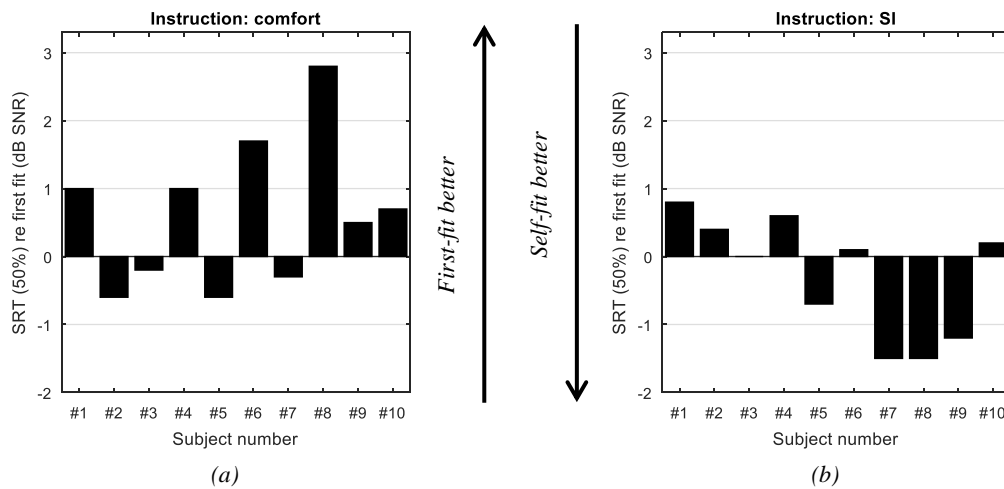 Instruction: comfort
SRT (50%) re first fit (dB SNR)
3
2
1
0
-1
-2
#1 #2 #3 #4 #5 #6 #7 #8 #9 #10
Subject number
(a)
First-fit better
Self-fit better
Instruction: SI
SRT (50%) re first fit (dB SNR)
3
2
1
0
-1
-2
#1 #2 #3 #4 #5 #6 #7 #8 #9 #10
Subject number
(b)